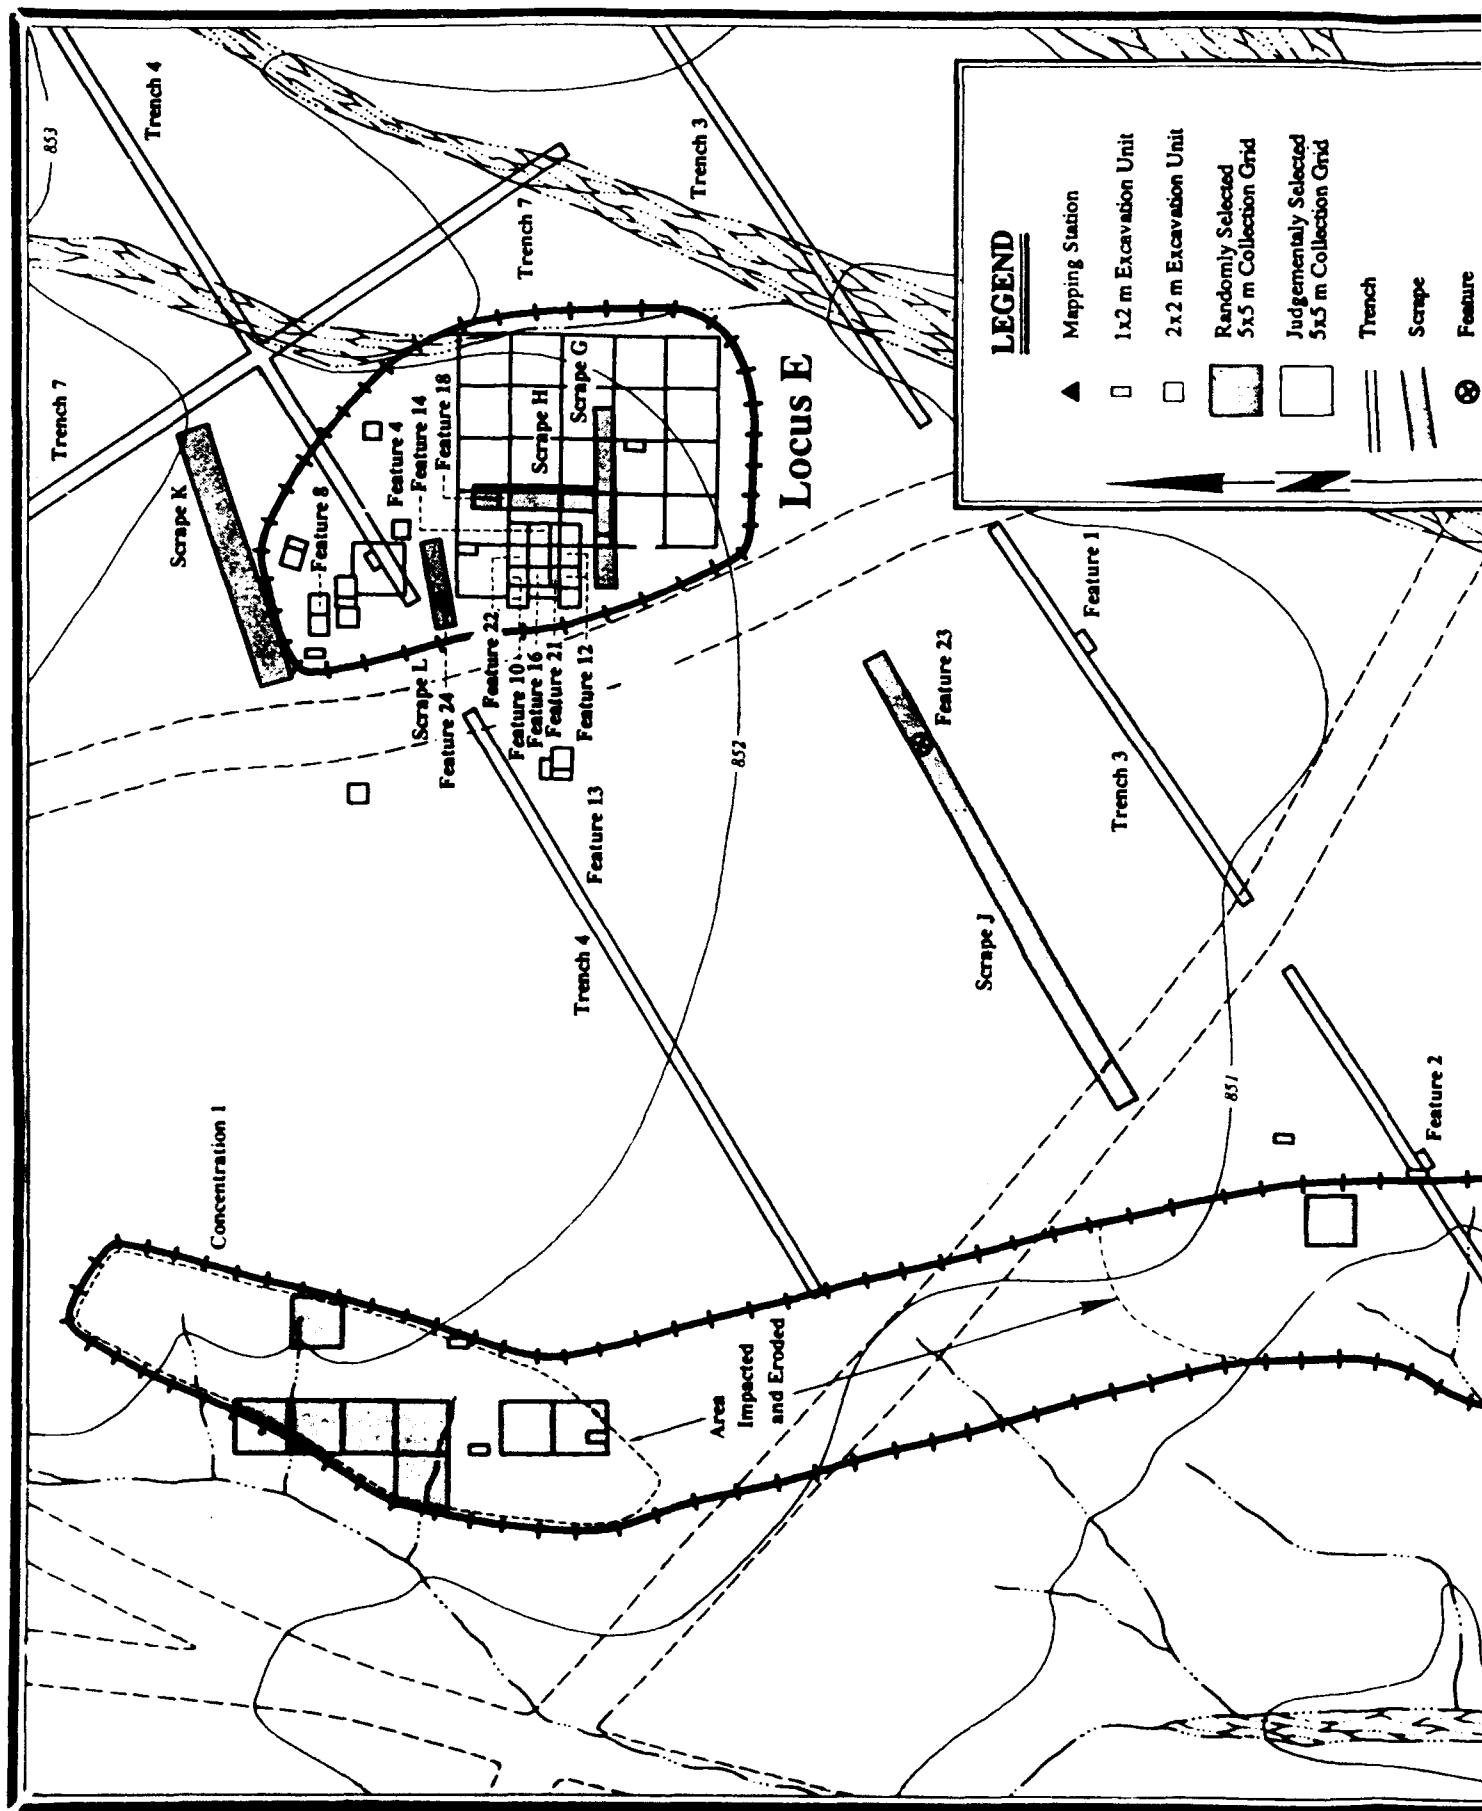 853
Trench 4
Trench 7
Trench 7
Trench 3
Scrape K
Feature 8
Feature 4
Feature 14
Feature 18
Scrape H
Scrape G
Locus E
Scrape L
Feature 24
Feature 22
Feature 10
Feature 16
Feature 21
Feature 12
Feature 13
Trench 4
852
Feature 23
Scrape J
Feature 1
Trench 3
851
Feature 2
Concentration 1
Area
Impacted
and Eroded
LEGEND
Mapping Station
1x2 m Excavation Unit
2x2 m Excavation Unit
Randomly Selected
5x5 m Collection Grid
Judgementaly Selected
5x5 m Collection Grid
Trench
Scrape
Feature